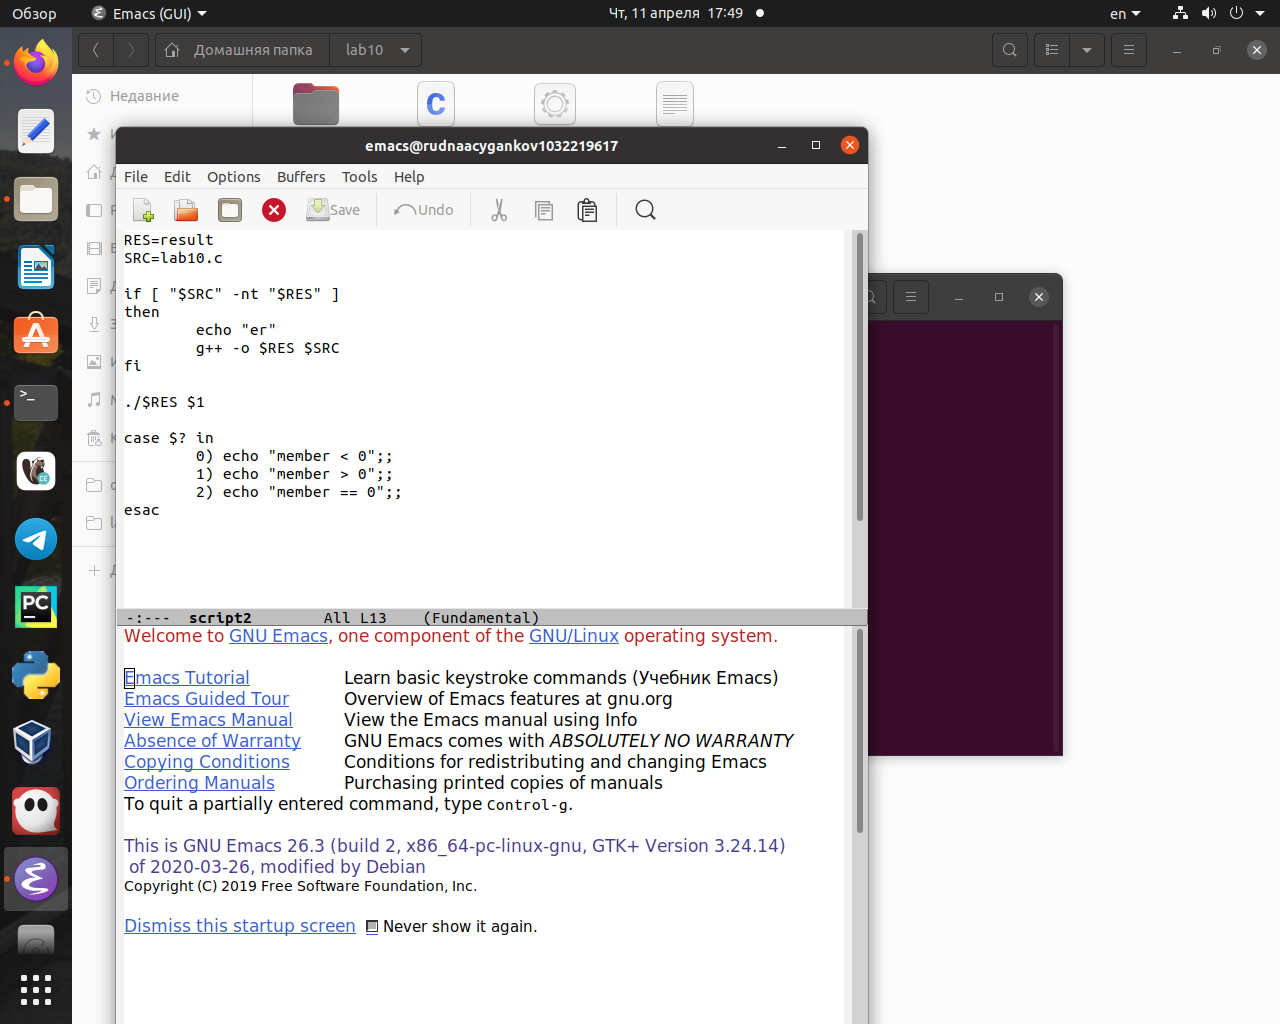 Обзор
Emacs (GUI)
Чт, 11 апреля 17:49
en
Домашняя папка
lab10
Недавние
emacs@rudnaacygankov1032219617
File Edit Options Buffers Tools Help
Save
Undo
RES=result
SRC=lab10.c
if [ "$SRC" -nt "$RES" ]
then
echo "er"
g++ -o $RES $SRC
fi
./$RES $1
case $? in
0) echo "member < 0";;
1) echo "member > 0";;
2) echo "member == 0";;
esac
-:--- script2 All L13 (Fundamental)
Welcome to GNU Emacs, one component of the GNU/Linux operating system.
Emacs Tutorial Learn basic keystroke commands (Учебник Emacs)
Emacs Guided Tour Overview of Emacs features at gnu.org
View Emacs Manual View the Emacs manual using Info
Absence of Warranty GNU Emacs comes with ABSOLUTELY NO WARRANTY
Copying Conditions Conditions for redistributing and changing Emacs
Ordering Manuals Purchasing printed copies of manuals
To quit a partially entered command, type Control-g.
This is GNU Emacs 26.3 (build 2, x86_64-pc-linux-gnu, GTK+ Version 3.24.14)
of 2020-03-26, modified by Debian
Copyright (C) 2019 Free Software Foundation, Inc.
Dismiss this startup screen Never show it again.